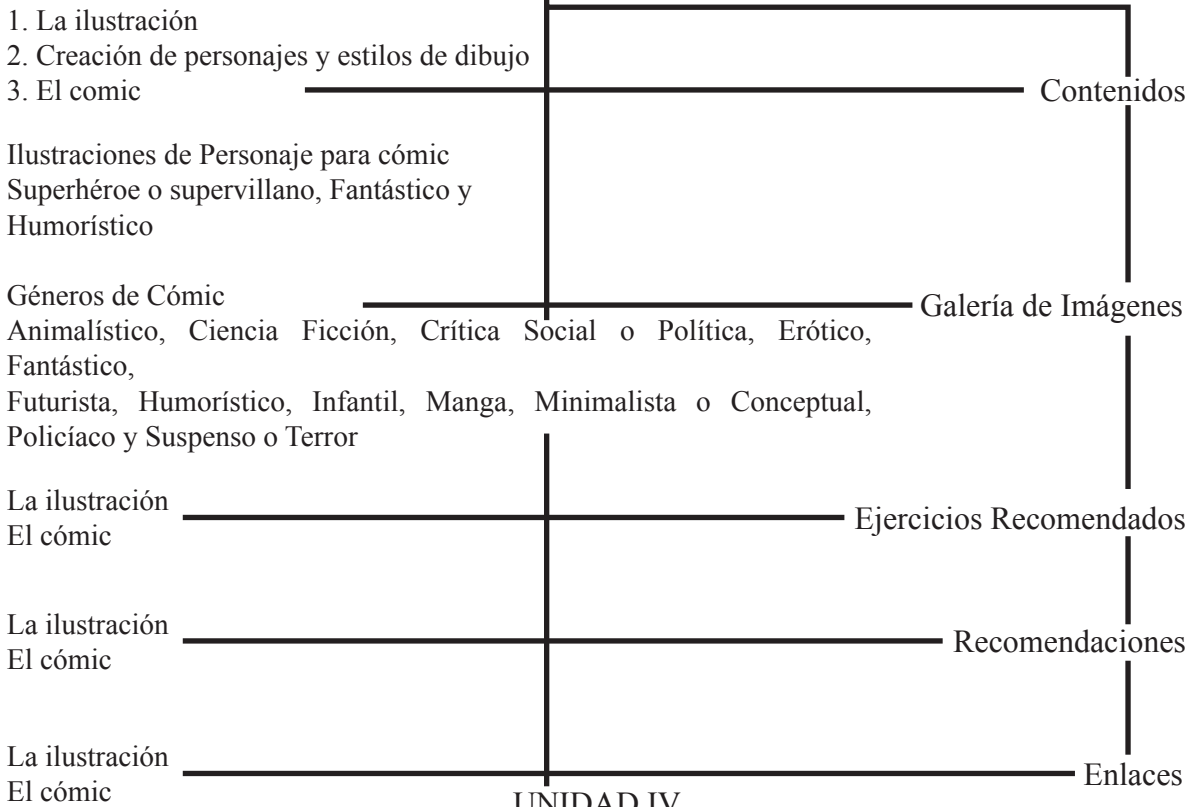 1. La ilustración
2. Creación de personajes y estilos de dibujo
3. El comic
Contenidos
Ilustraciones de Personaje para cómic
Superhéroe o supervillano, Fantástico y
Humorístico
Géneros de Cómic
Galería de Imágenes
Animalístico, Ciencia Ficción, Crítica Social o Política, Erótico,
Fantástico,
Futurista, Humorístico, Infantil, Manga, Minimalista o Conceptual,
Policíaco y Suspenso o Terror
La ilustración
El cómic
Ejercicios Recomendados
La ilustración
El cómic
Recomendaciones
La ilustración
El cómic
Enlaces
UNIDAD IV